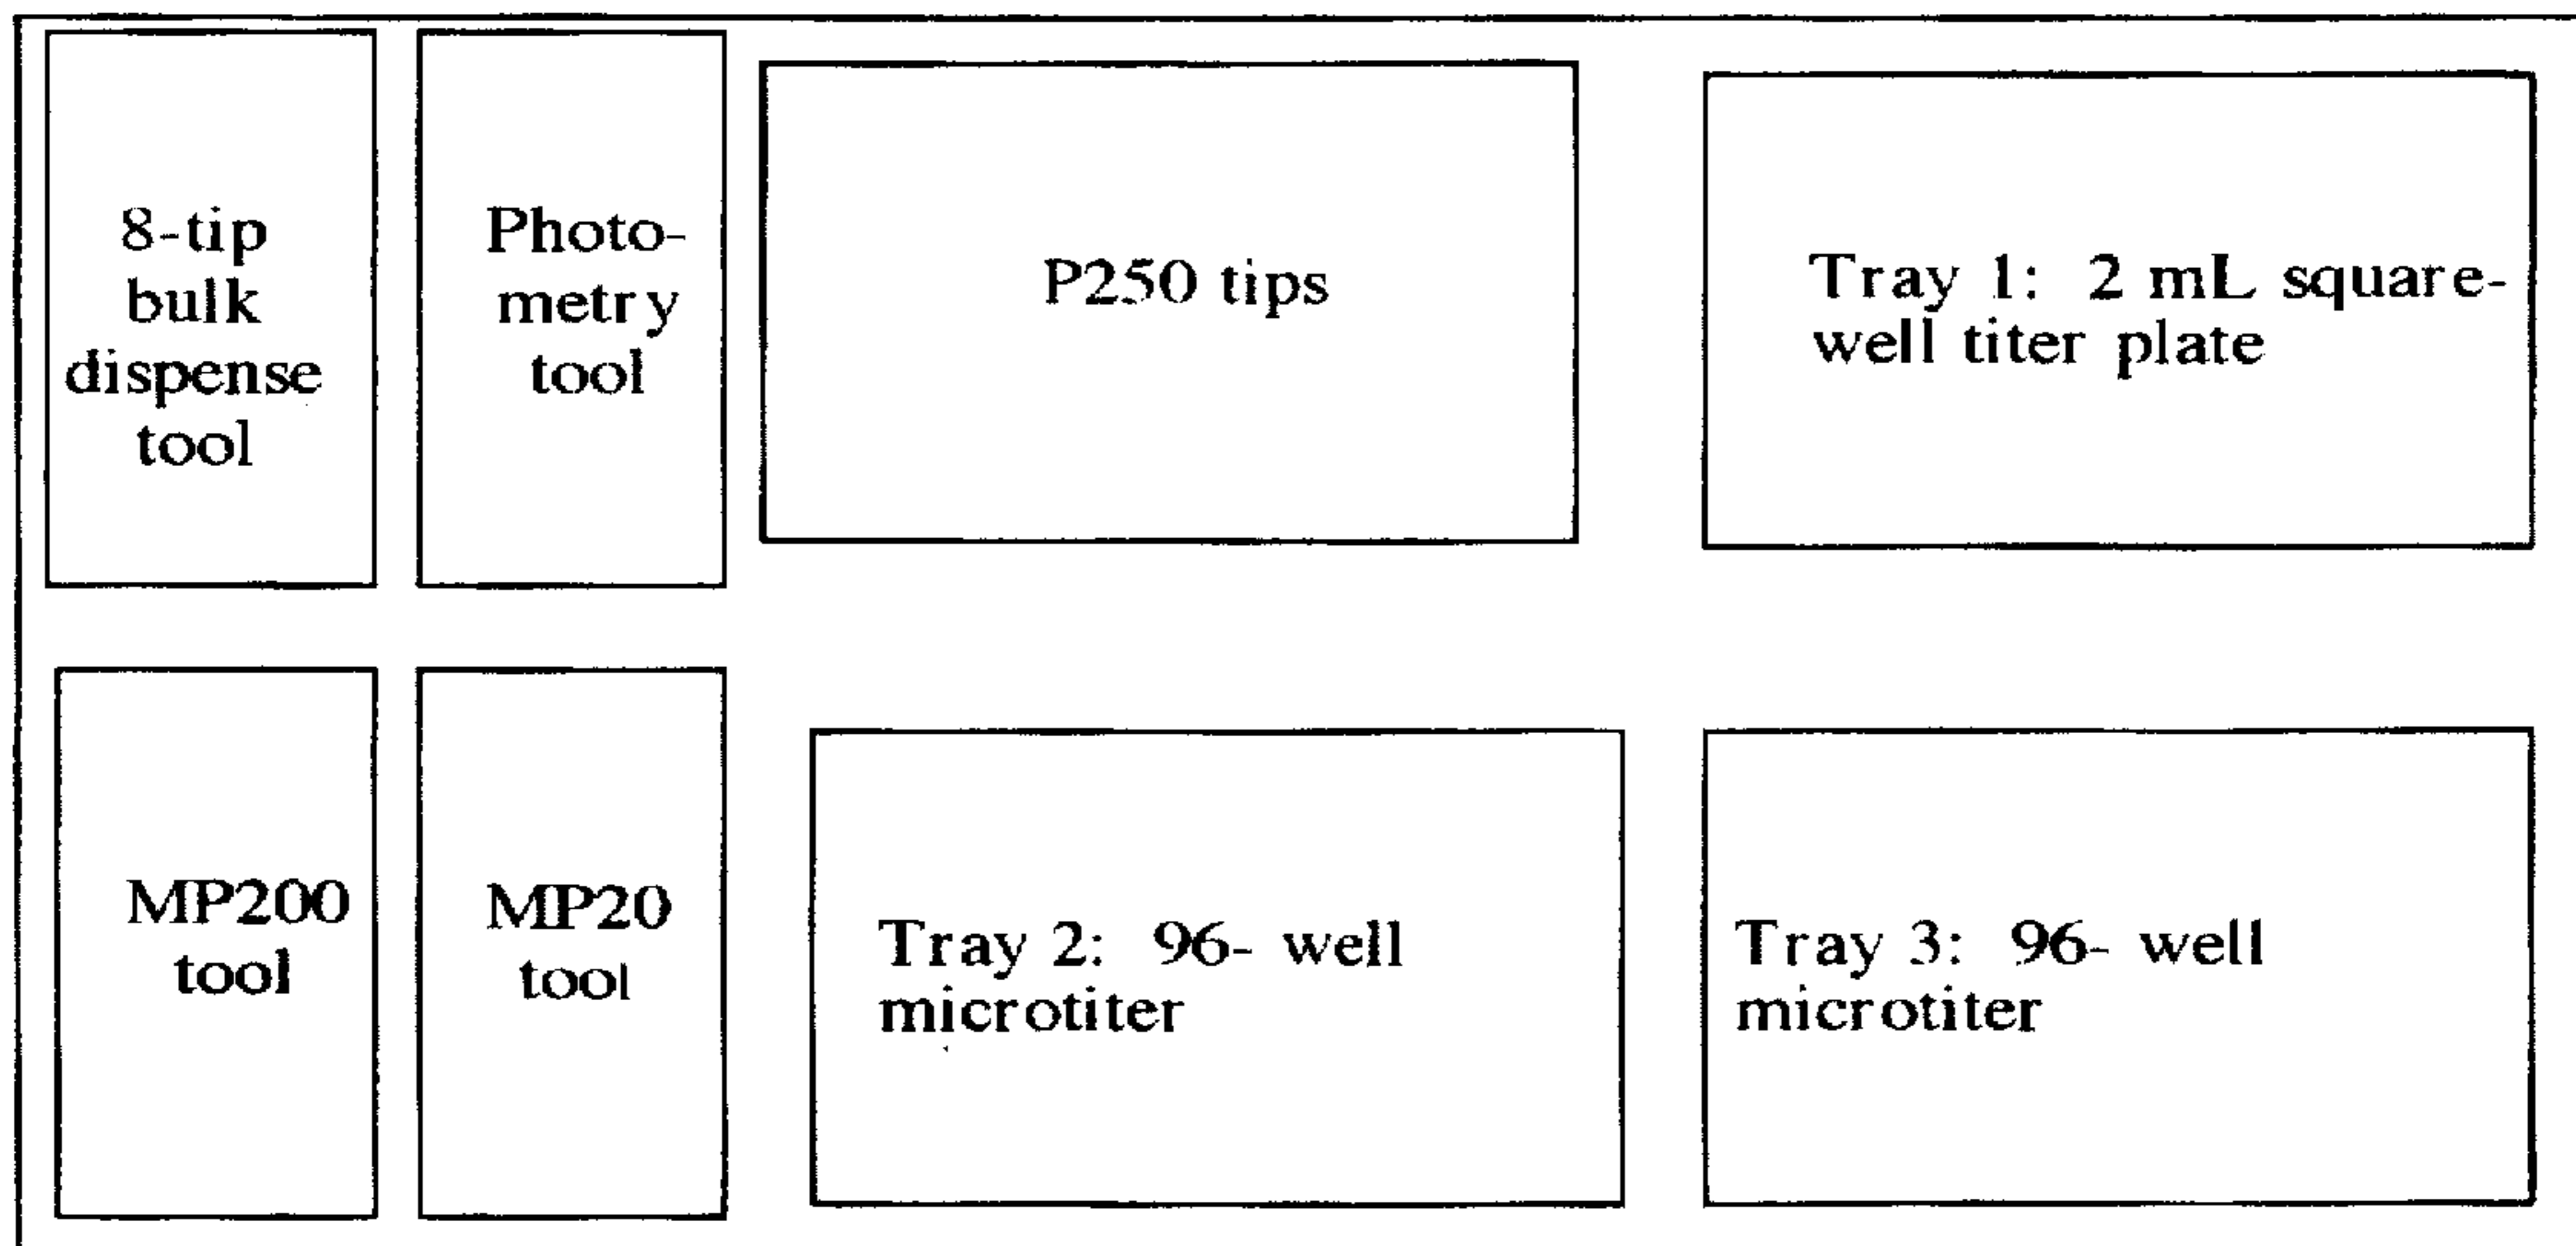 8-tip
bulk
dispense
tool
Photo-
metry
tool
P250 tips
Tray 1: 2 mL square-
well titer plate
MP200
tool
MP20
tool
Tray 2: 96- well
microtiter
Tray 3: 96- well
microtiter